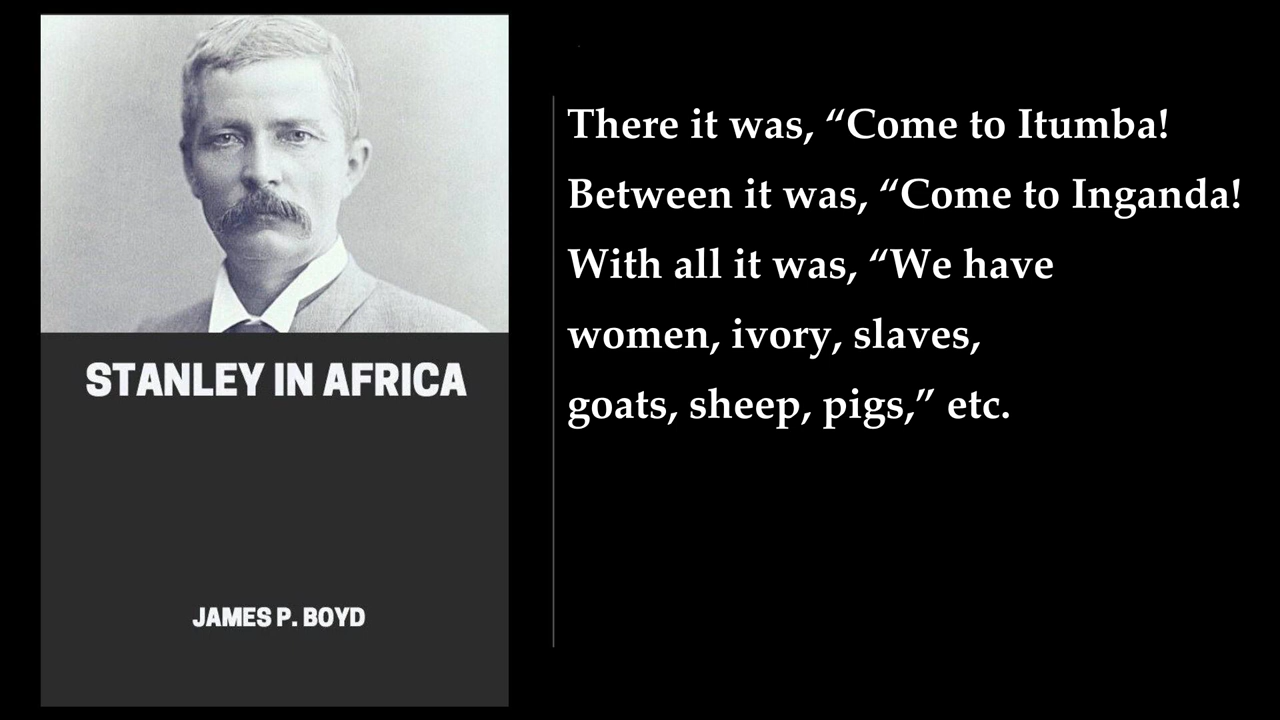 STANLEY IN AFRICA
JAMES P. BOYD
There it was, “Come to Itumba!
Between it was, “Come to Inganda!
With all it was, “We have
women, ivory, slaves,
goats, sheep, pigs,” etc.